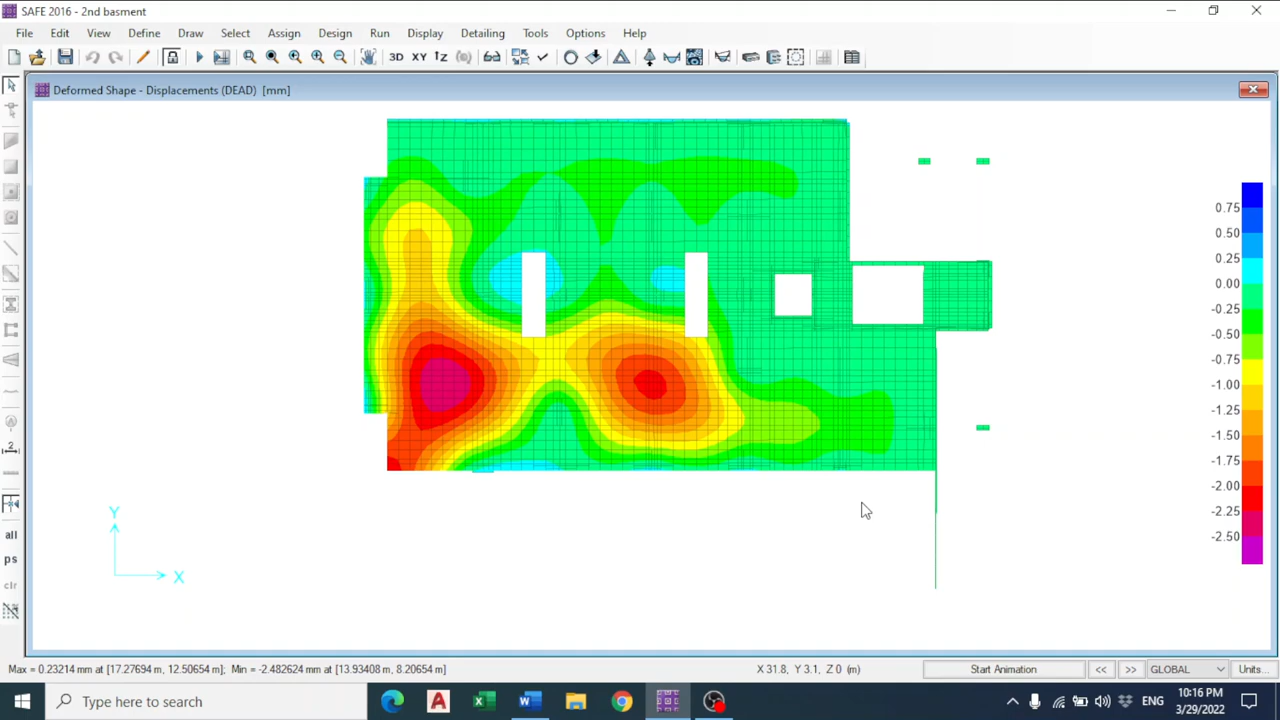 SAFE 2016 - 2nd basment
File Edit View Define Draw Select Assign Design Run Display Detailing Tools Options Help
3D XY
Deformed Shape - Displacements (DEAD) [mm]
0.75
0.50
0.25
0.00
-0.25
-0.50
-0.75
-1.00
-1.25
-1.50
-1.75
-2.00
-2.25
-2.50
all
ps
clr
Y
X
Max = 0.23214 mm at [17.27694 m, 12.50654 m]; Min = -2.482624 mm at [13.93408 m, 8.20654 m] X 31.8, Y 3.1, Z 0 (m) Start Animation << >> GLOBAL Units...
Type here to search ENG 10:16 PM
3/29/2022